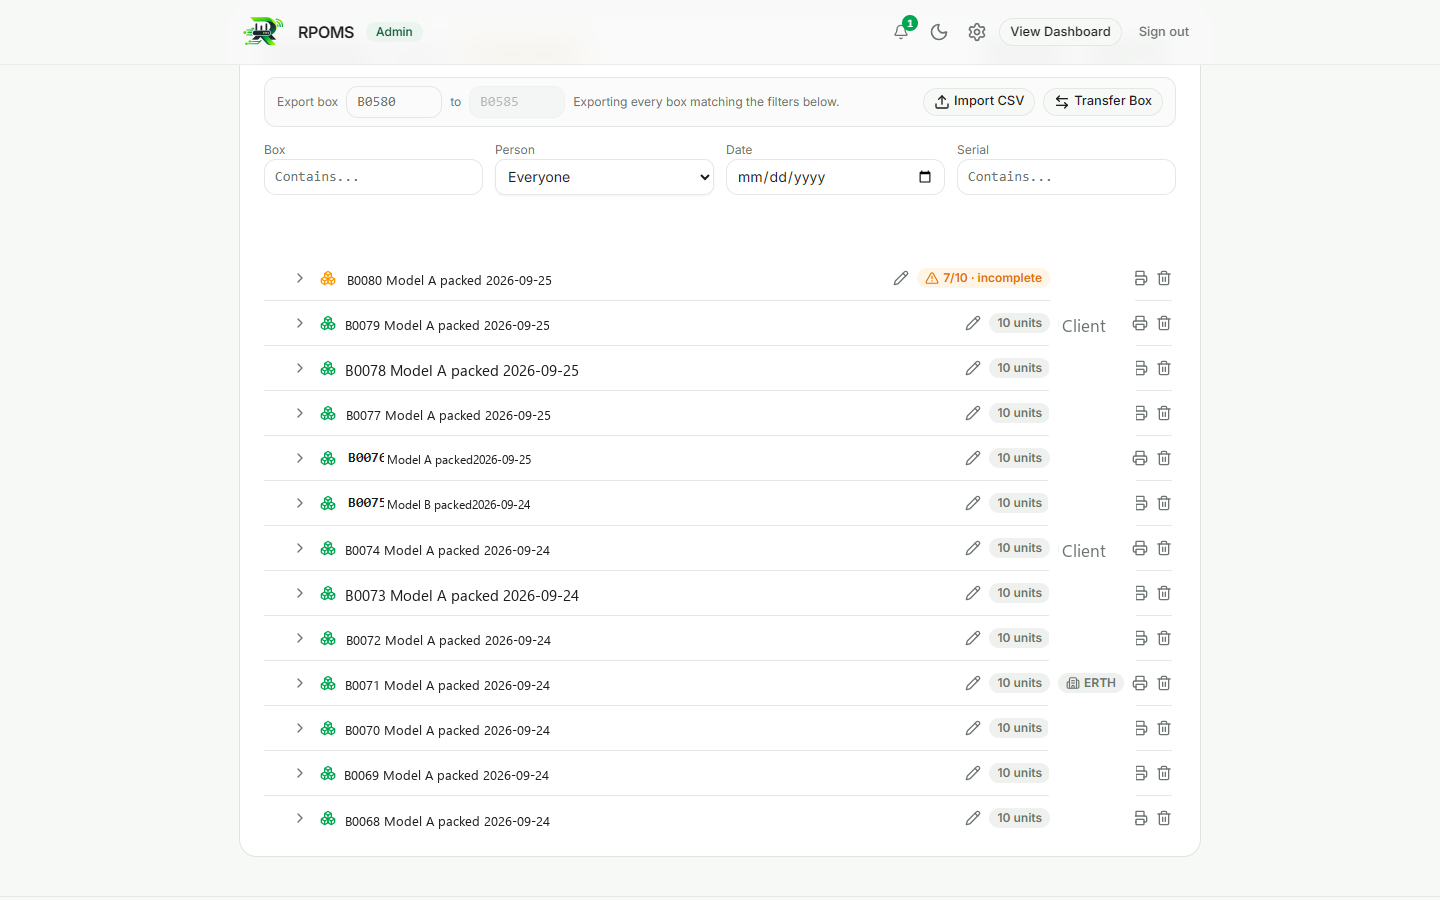 RPOMS Admin 1 View Dashboard Sign out
Export box B0580 to B0585 Exporting every box matching the filters below. Import CSV Transfer Box
Box Person Date Serial
Contains... Everyone mm/dd/yyyy Contains...
B0080 Model A packed 2026-09-25 7/10 · incomplete
B0079 Model A packed 2026-09-25 10 units Client
B0078 Model A packed 2026-09-25 10 units
B0077 Model A packed 2026-09-25 10 units
B0076 Model A packed2026-09-25 10 units
B0075 Model B packed2026-09-24 10 units
B0074 Model A packed 2026-09-24 10 units Client
B0073 Model A packed 2026-09-24 10 units
B0072 Model A packed 2026-09-24 10 units
B0071 Model A packed 2026-09-24 10 units ERTH
B0070 Model A packed 2026-09-24 10 units
B0069 Model A packed 2026-09-24 10 units
B0068 Model A packed 2026-09-24 10 units